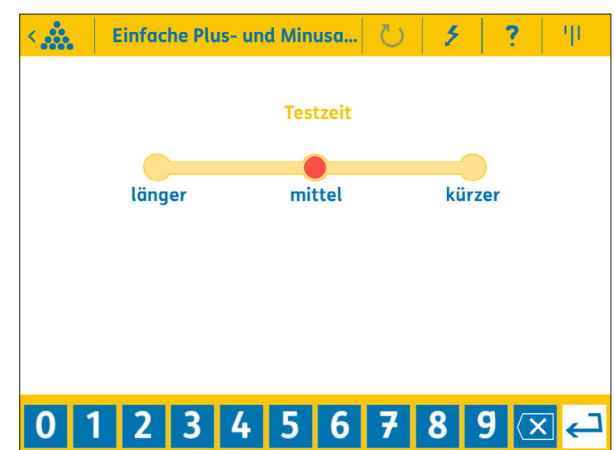 < Einfache Plus- und Minusa... ?
Testzeit
länger mittel kürzer
0 1 2 3 4 5 6 7 8 9